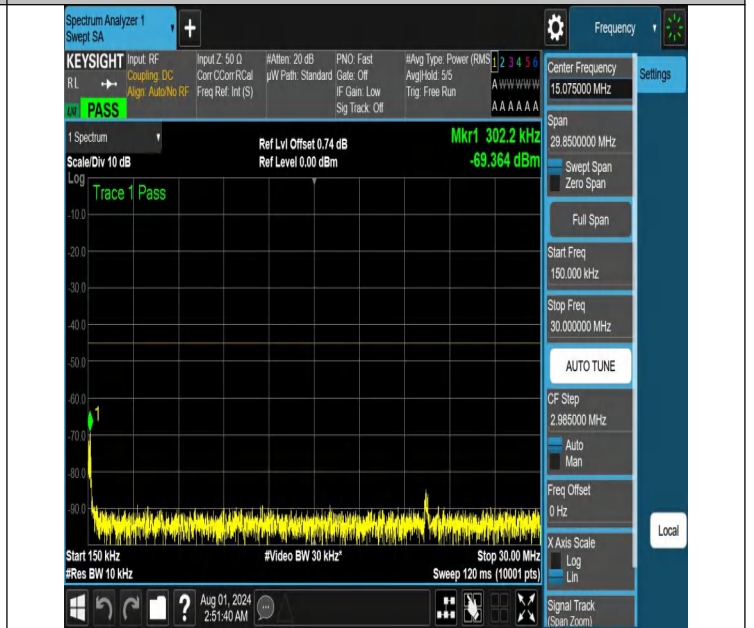 Spectrum Analyzer 1
Swept SA
+
Frequency
KEYSIGHT
RL
PASS
Input: RF
Coupling: DC
Align: Auto/No RF
Input Z: 50 Ω
Corr CCorr RCal
Freq Ref: Int (S)
#Atten: 20 dB
µW Path: Standard
PNO: Fast
Gate: Off
IF Gain: Low
Sig Track: Off
#Avg Type: Power (RMS
Avg|Hold: 5/5
Trig: Free Run
1 2 3 4 5 6
A W W W W W
A A A A A A
1 Spectrum
Scale/Div 10 dB
Ref Lvl Offset 0.74 dB
Ref Level 0.00 dBm
Mkr1 302.2 kHz
-69.364 dBm
Log
Trace 1 Pass
-10.0
-20.0
-30.0
-40.0
-50.0
-60.0
1
-70.0
-80.0
-90.0
Start 150 kHz
#Video BW 30 kHz*
Stop 30.00 MHz
#Res BW 10 kHz
Sweep 120 ms (10001 pts)
Center Frequency
15.075000 MHz
Settings
Span
29.8500000 MHz
Swept Span
Zero Span
Full Span
Start Freq
150.000 kHz
Stop Freq
30.000000 MHz
AUTO TUNE
CF Step
2.985000 MHz
Auto
Man
Freq Offset
0 Hz
X Axis Scale
Log
Lin
Local
Signal Track
(Span Zoom)
?
Aug 01, 2024
2:51:40 AM